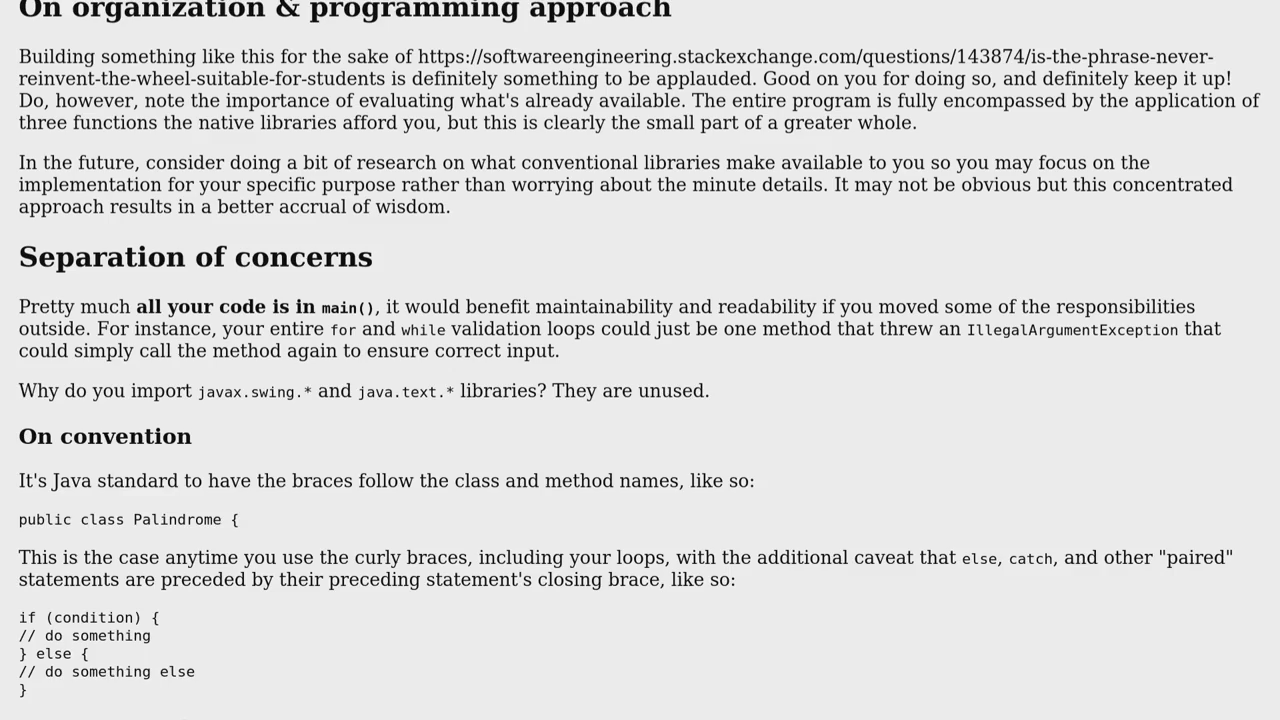 On organization & programming approach
Building something like this for the sake of https://softwareengineering.stackexchange.com/questions/143874/is-the-phrase-never-
reinvent-the-wheel-suitable-for-students is definitely something to be applauded. Good on you for doing so, and definitely keep it up!
Do, however, note the importance of evaluating what's already available. The entire program is fully encompassed by the application of
three functions the native libraries afford you, but this is clearly the small part of a greater whole.
In the future, consider doing a bit of research on what conventional libraries make available to you so you may focus on the
implementation for your specific purpose rather than worrying about the minute details. It may not be obvious but this concentrated
approach results in a better accrual of wisdom.
Separation of concerns
Pretty much all your code is in main(), it would benefit maintainability and readability if you moved some of the responsibilities
outside. For instance, your entire for and while validation loops could just be one method that threw an IllegalArgumentException that
could simply call the method again to ensure correct input.
Why do you import javax.swing.* and java.text.* libraries? They are unused.
On convention
It's Java standard to have the braces follow the class and method names, like so:
public class Palindrome {
This is the case anytime you use the curly braces, including your loops, with the additional caveat that else, catch, and other "paired"
statements are preceded by their preceding statement's closing brace, like so:
if (condition) {
// do something
} else {
// do something else
}